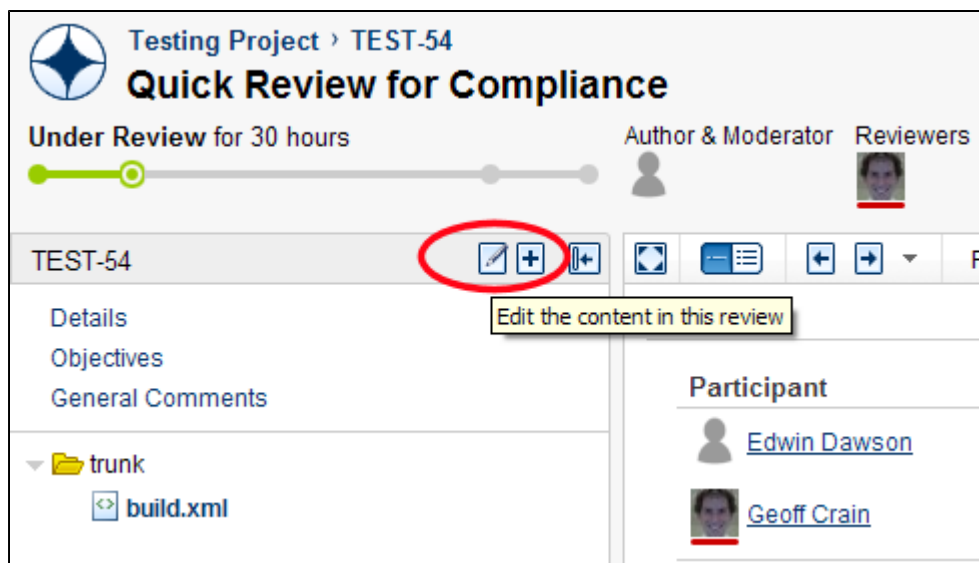 Testing Project › TEST-54
Quick Review for Compliance
Under Review for 30 hours
Author & Moderator Reviewers
TEST-54
Edit the content in this review
Details
Objectives
General Comments
Participant
Edwin Dawson
Geoff Crain
trunk
build.xml